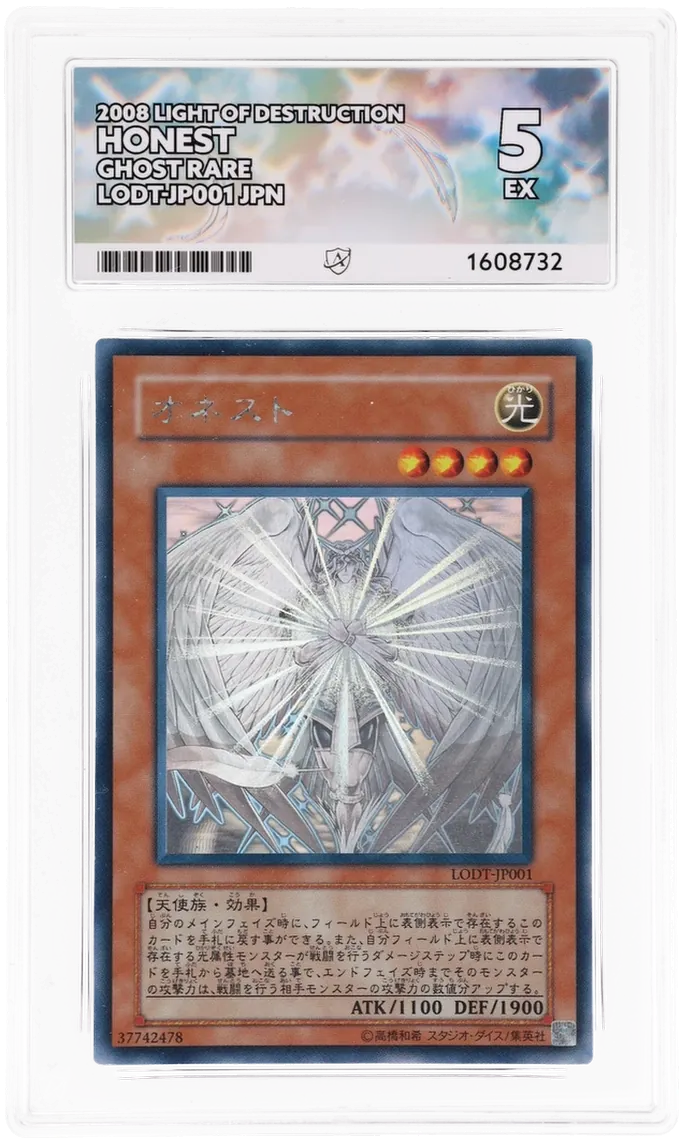 2008 LIGHT OF DESTRUCTION
HONEST
GHOST RARE
LODT-JP001 JPN
5
EX
1608732
オネスト
ひかり
光
LODT-JP001
【天使族・効果】
自分のメインフェイズ時に、フィールド上に表側表示で存在するこの
カードを手札に戻す事ができる。また、自分フィールド上に表側表示で
存在する光属性モンスターが戦闘を行うダメージステップ時にこのカー
ドを手札から墓地へ送る事で、エンドフェイズ時までそのモンスター
の攻撃力は、戦闘を行う相手モンスターの攻撃力の数値分アップする。
ATK/1100 DEF/1900
37742478
©高橋和希 スタジオ・ダイス/集英社